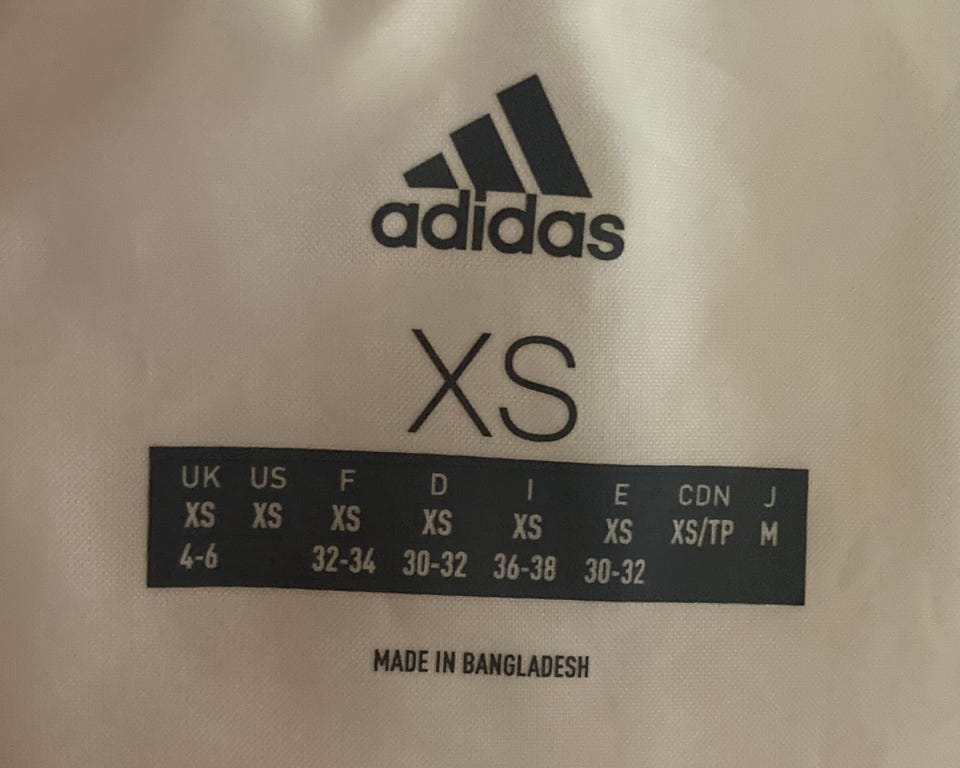 adidas
XS
UK US F D I E CDN J
XS XS XS XS XS XS XS/TP M
4-6 32-34 30-32 36-38 30-32
MADE IN BANGLADESH